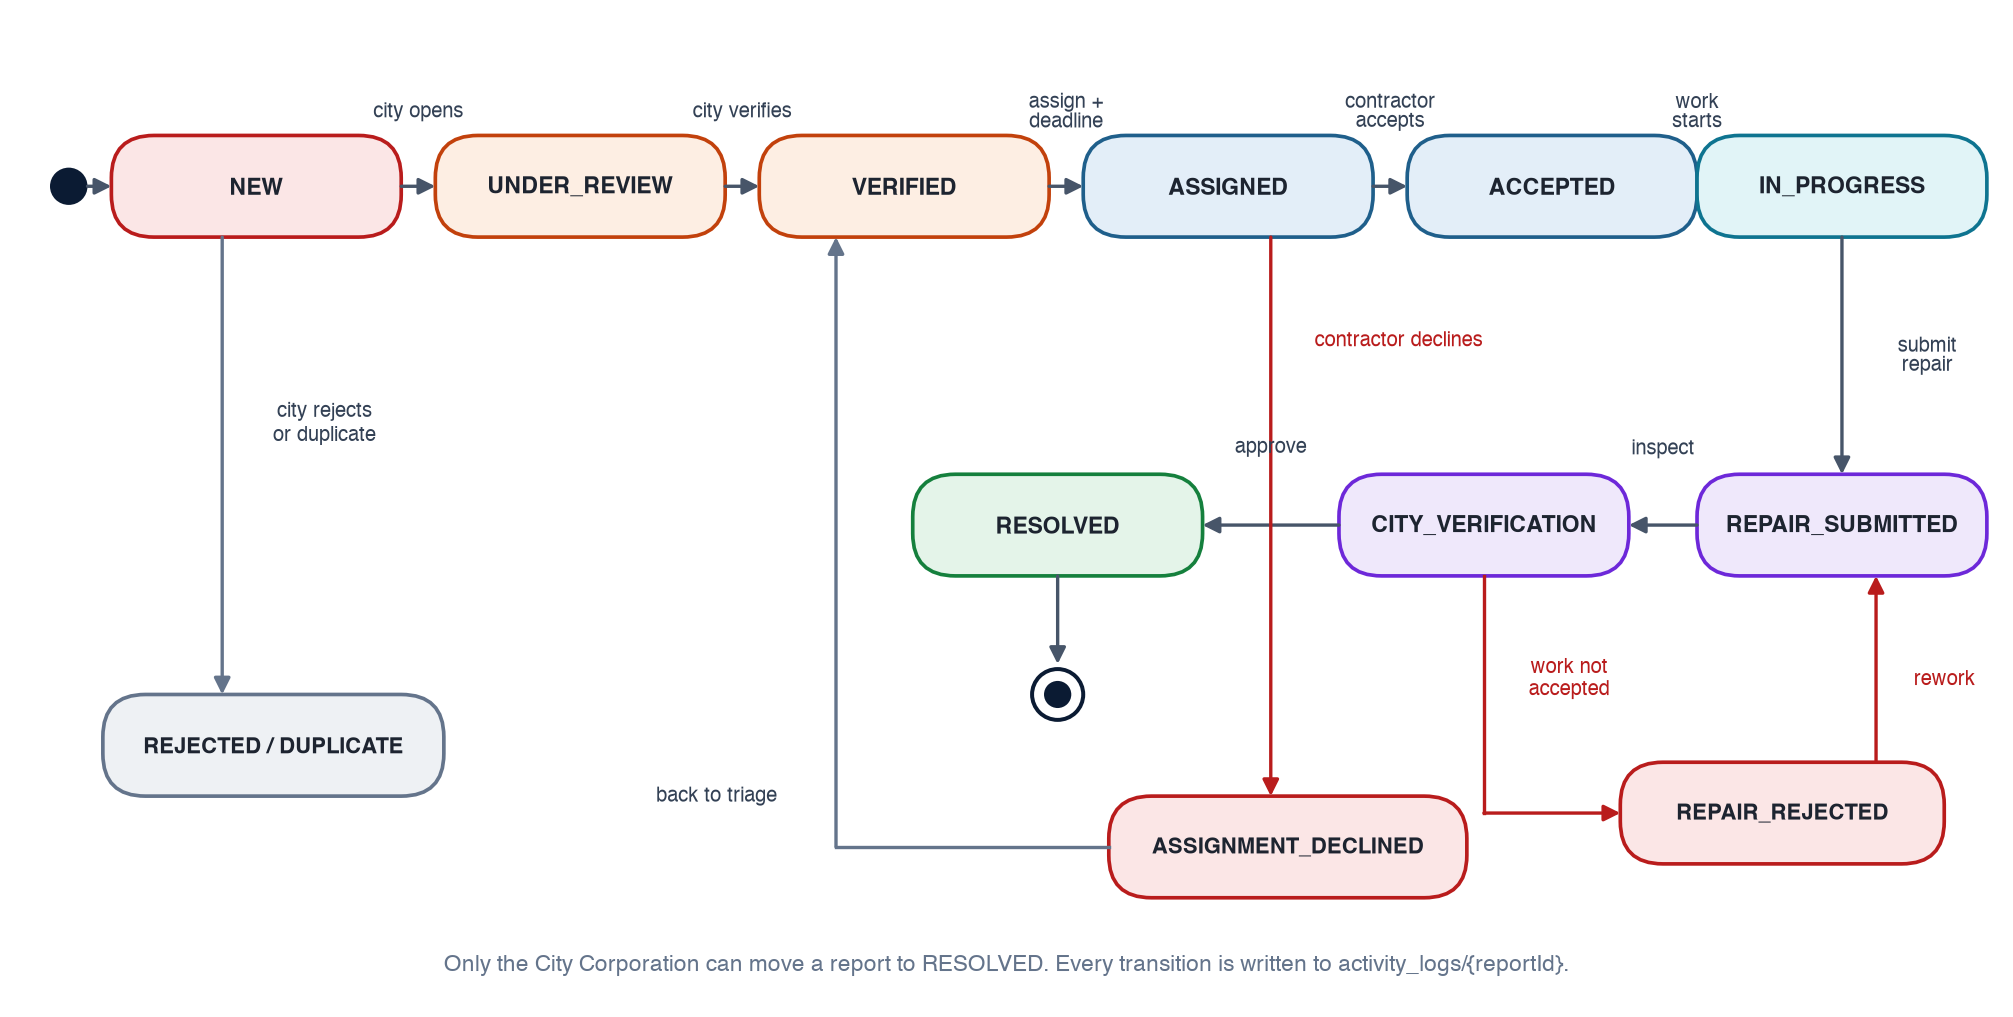 city opens
city verifies
assign +
deadline
contractor
accepts
work
starts
NEW
UNDER_REVIEW
VERIFIED
ASSIGNED
ACCEPTED
IN_PROGRESS
contractor declines
submit
repair
city rejects
or duplicate
approve
inspect
RESOLVED
CITY_VERIFICATION
REPAIR_SUBMITTED
work not
accepted
rework
REJECTED / DUPLICATE
back to triage
REPAIR_REJECTED
ASSIGNMENT_DECLINED
Only the City Corporation can move a report to RESOLVED. Every transition is written to activity_logs/{reportId}.